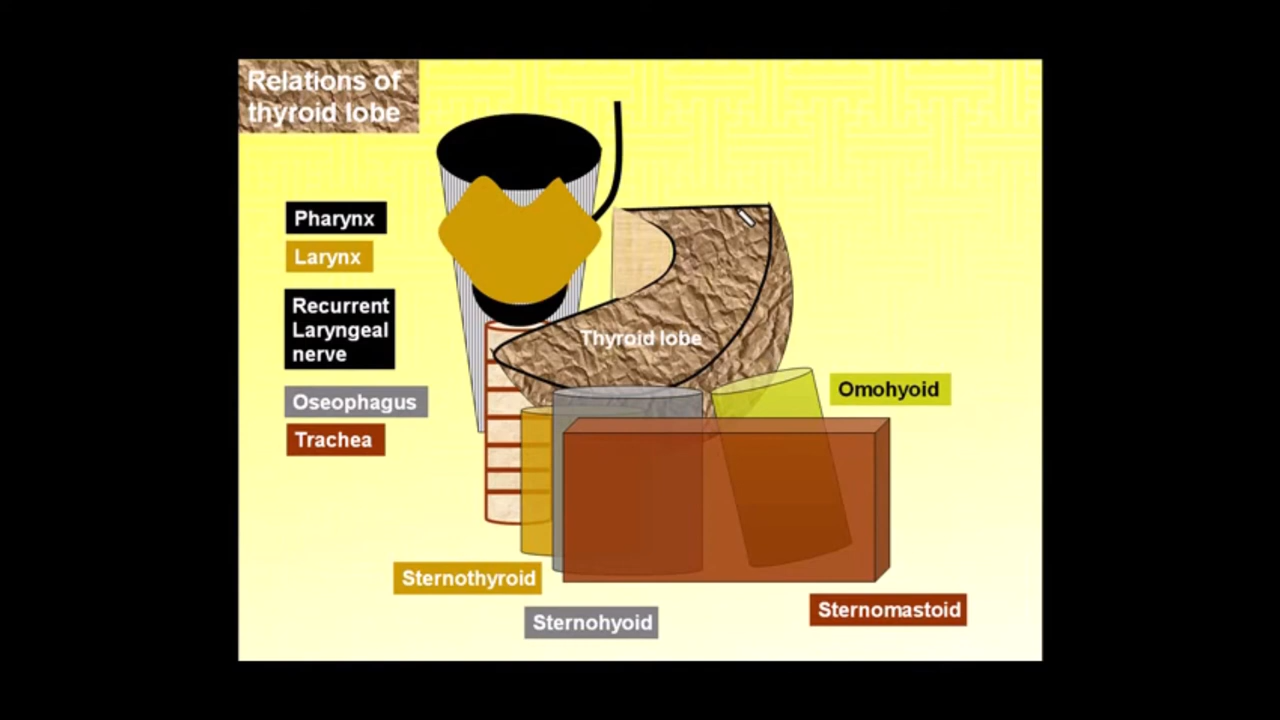 Relations of
thyroid lobe
Pharynx
Larynx
Recurrent
Laryngeal
nerve
Oseophagus
Trachea
Thyroid lobe
Omohyoid
Sternothyroid
Sternohyoid
Sternomastoid